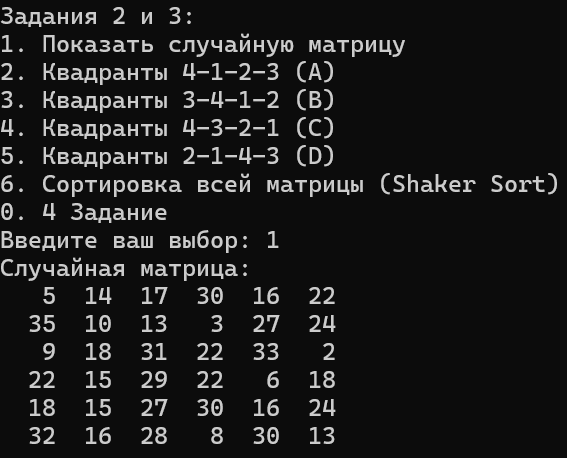 Задания 2 и 3:
1. Показать случайную матрицу
2. Квадранты 4-1-2-3 (A)
3. Квадранты 3-4-1-2 (B)
4. Квадранты 4-3-2-1 (C)
5. Квадранты 2-1-4-3 (D)
6. Сортировка всей матрицы (Shaker Sort)
0. 4 Задание
Введите ваш выбор: 1
Случайная матрица:
5 14 17 30 16 22
35 10 13 3 27 24
9 18 31 22 33 2
22 15 29 22 6 18
18 15 27 30 16 24
32 16 28 8 30 13